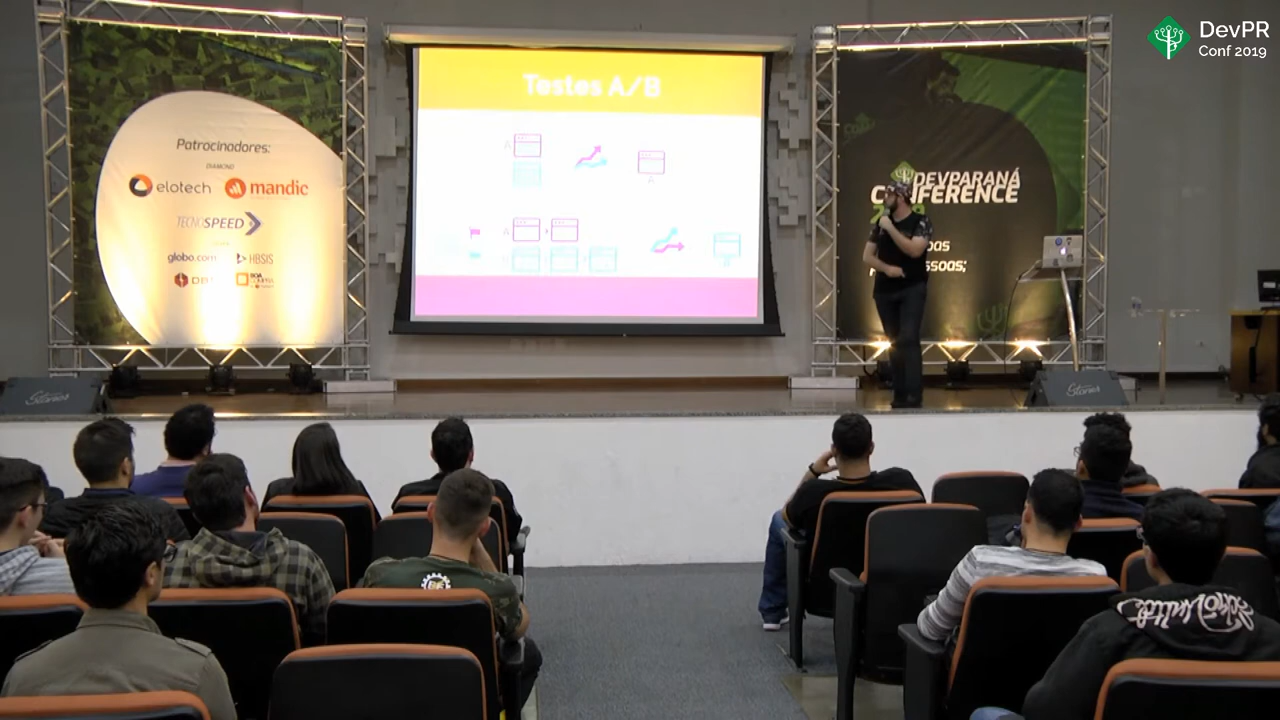 DevPR
Conf 2019
Testes A/B
A
A
A
Patrocinadores:
DIAMOND
elotech
mandic
TECNOSPEED
globo.com
HBSIS
DEVPARANÁ
CONFERENCE